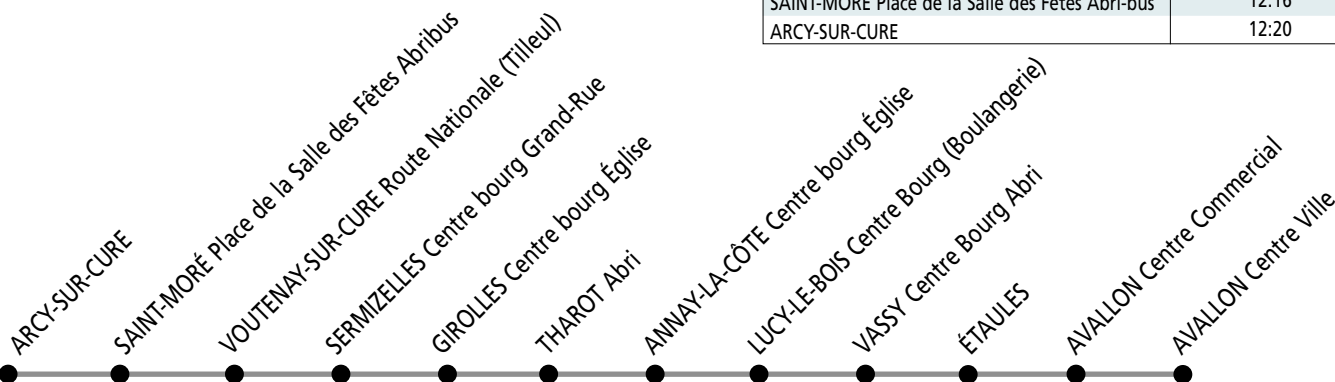 SAINT-MORÉ Place de la Salle des Fêtes Abri-bus 12:16
ARCY-SUR-CURE 12:20
ARCY-SUR-CURE
SAINT-MORÉ Place de la Salle des Fêtes Abribus
VOUTENAY-SUR-CURE Route Nationale (Tilleul)
SERMIZELLES Centre bourg Grand-Rue
GIROLLES Centre bourg Église
THAROT Abri
ANNAY-LA-CÔTE Centre bourg Église
LUCY-LE-BOIS Centre Bourg (Boulangerie)
VASSY Centre Bourg Abri
ÉTAULES
AVALLON Centre Commercial
AVALLON Centre Ville